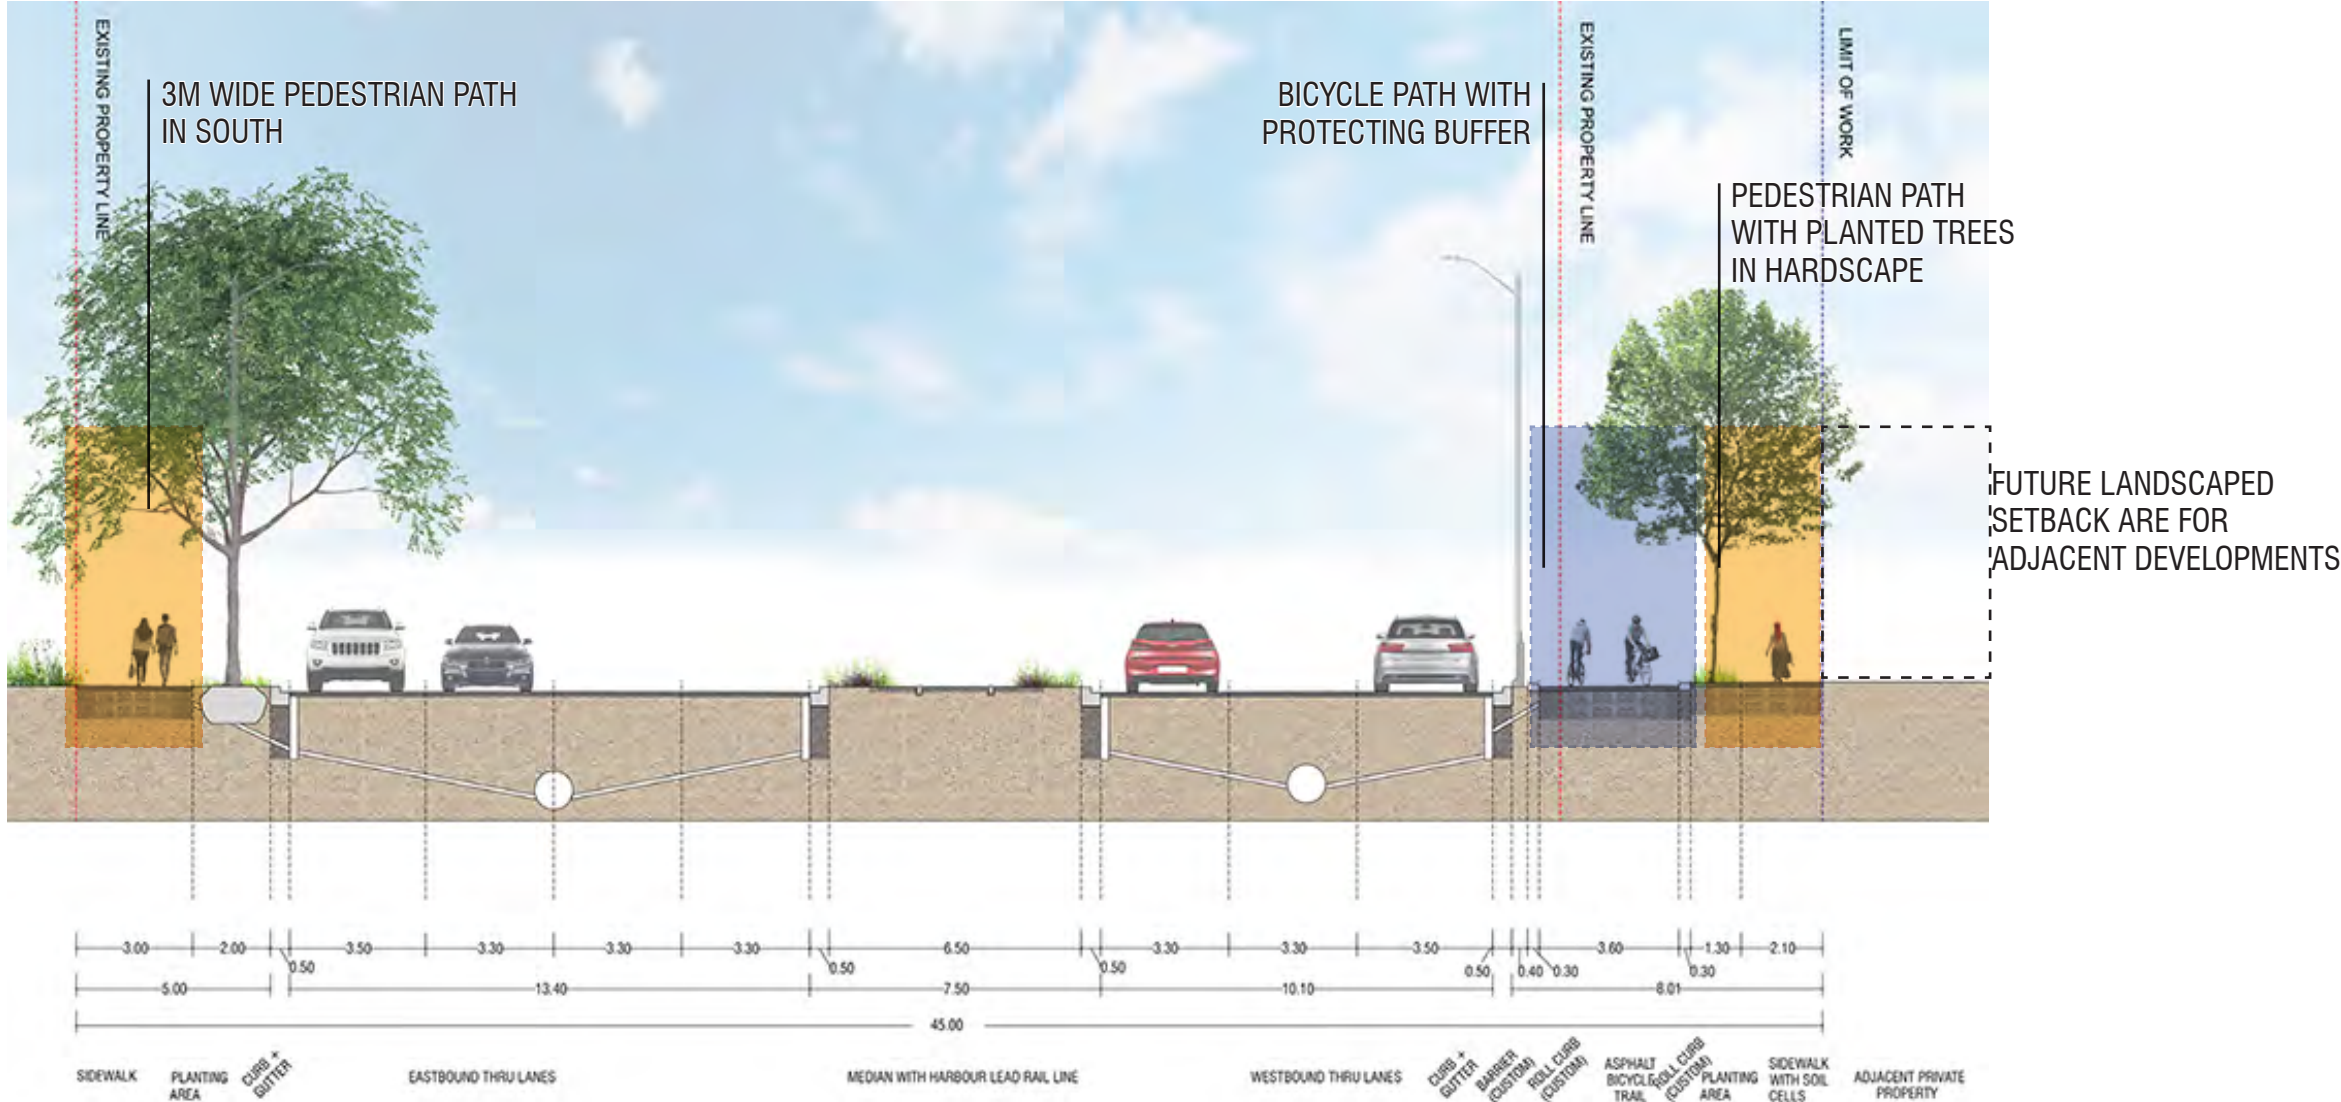 EXISTING PROPERTY LINE
3M WIDE PEDESTRIAN PATH
IN SOUTH
BICYCLE PATH WITH
PROTECTING BUFFER
EXISTING PROPERTY LINE
LIMIT OF WORK
PEDESTRIAN PATH
WITH PLANTED TREES
IN HARDSCAPE
FUTURE LANDSCAPED
SETBACK ARE FOR
ADJACENT DEVELOPMENTS
3.00 2.00 3.50 3.30 3.30 3.30 6.50 3.30 3.30 3.50 3.60 1.30 2.10
0.50 0.50 0.50 0.50 0.40 0.30 0.30
5.00 13.40 7.50 10.10 8.01
45.00
SIDEWALK
PLANTING
AREA
CURB +
GUTTER
EASTBOUND THRU LANES
MEDIAN WITH HARBOUR LEAD RAIL LINE
WESTBOUND THRU LANES
CURB +
GUTTER
BARRIER
(CUSTOM)
ROLL CURB
(CUSTOM)
ASPHALT
BICYCLE
TRAIL
ROLL CURB
(CUSTOM)
PLANTING
AREA
SIDEWALK
WITH SOIL
CELLS
ADJACENT PRIVATE
PROPERTY